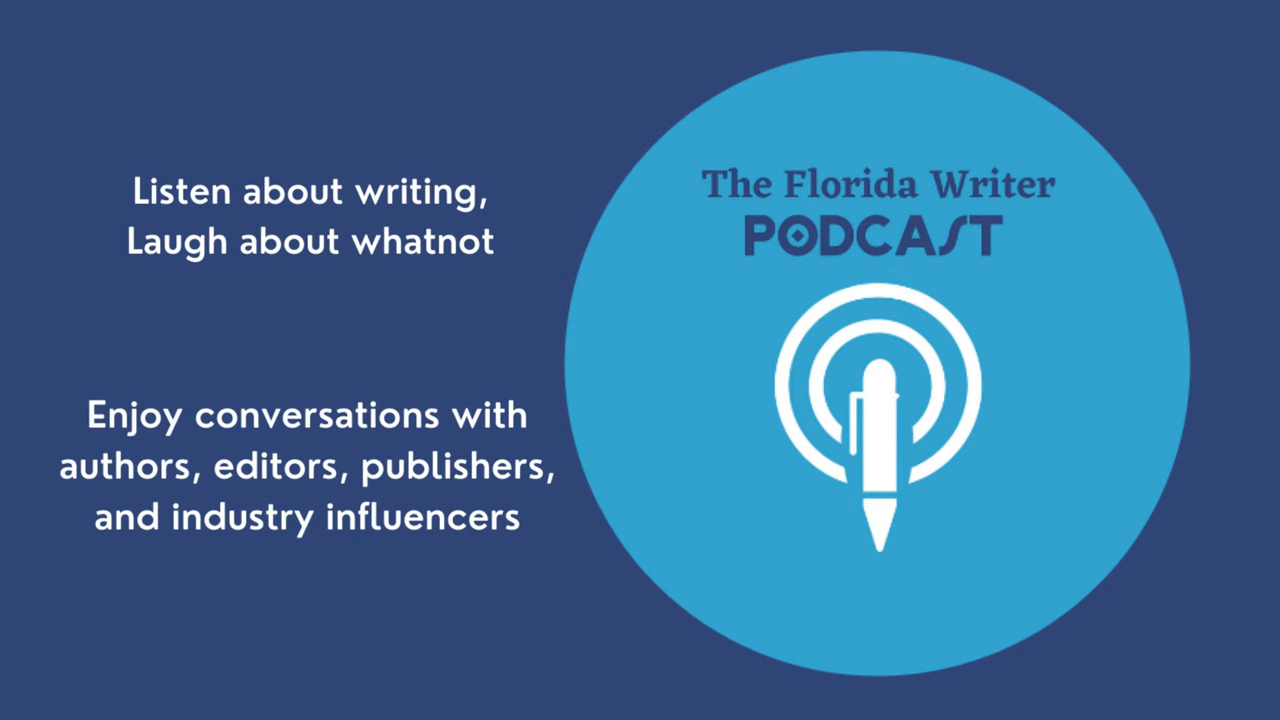 Listen about writing,
Laugh about whatnot
Enjoy conversations with
authors, editors, publishers,
and industry influencers
The Florida Writer
PODCAST